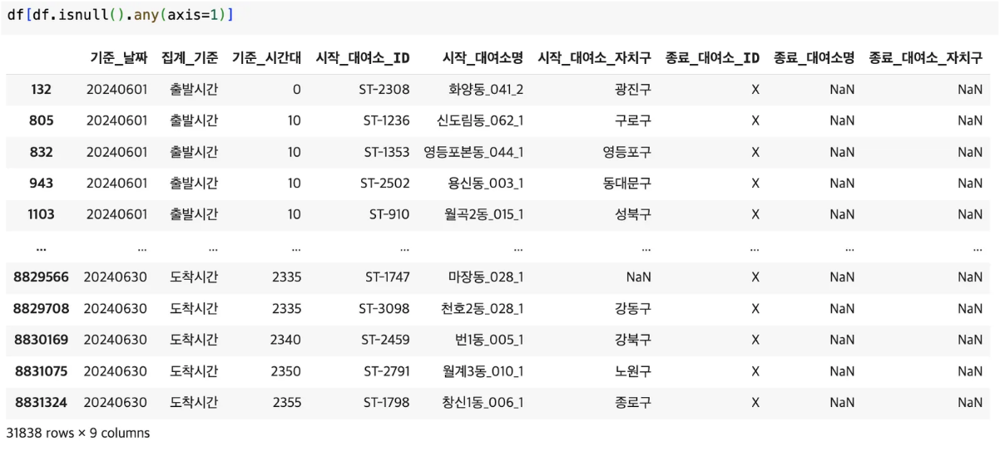 df[df.isnull().any(axis=1)]
기준_날짜 집계_기준 기준_시간대 시작_대여소_ID 시작_대여소명 시작_대여소_자치구 종료_대여소_ID 종료_대여소명 종료_대여소_자치구
132 20240601 출발시간 0 ST-2308 화양동_041_2 광진구 X NaN NaN
805 20240601 출발시간 10 ST-1236 신도림동_062_1 구로구 X NaN NaN
832 20240601 출발시간 10 ST-1353 영등포본동_044_1 영등포구 X NaN NaN
943 20240601 출발시간 10 ST-2502 용신동_003_1 동대문구 X NaN NaN
1103 20240601 출발시간 10 ST-910 월곡2동_015_1 성북구 X NaN NaN
... ... ... ... ... ... ... ... ... ...
8829566 20240630 도착시간 2335 ST-1747 마장동_028_1 NaN X NaN NaN
8829708 20240630 도착시간 2335 ST-3098 천호2동_028_1 강동구 X NaN NaN
8830169 20240630 도착시간 2340 ST-2459 번1동_005_1 강북구 X NaN NaN
8831075 20240630 도착시간 2350 ST-2791 월계3동_010_1 노원구 X NaN NaN
8831324 20240630 도착시간 2355 ST-1798 창신1동_006_1 종로구 X NaN NaN
31838 rows × 9 columns